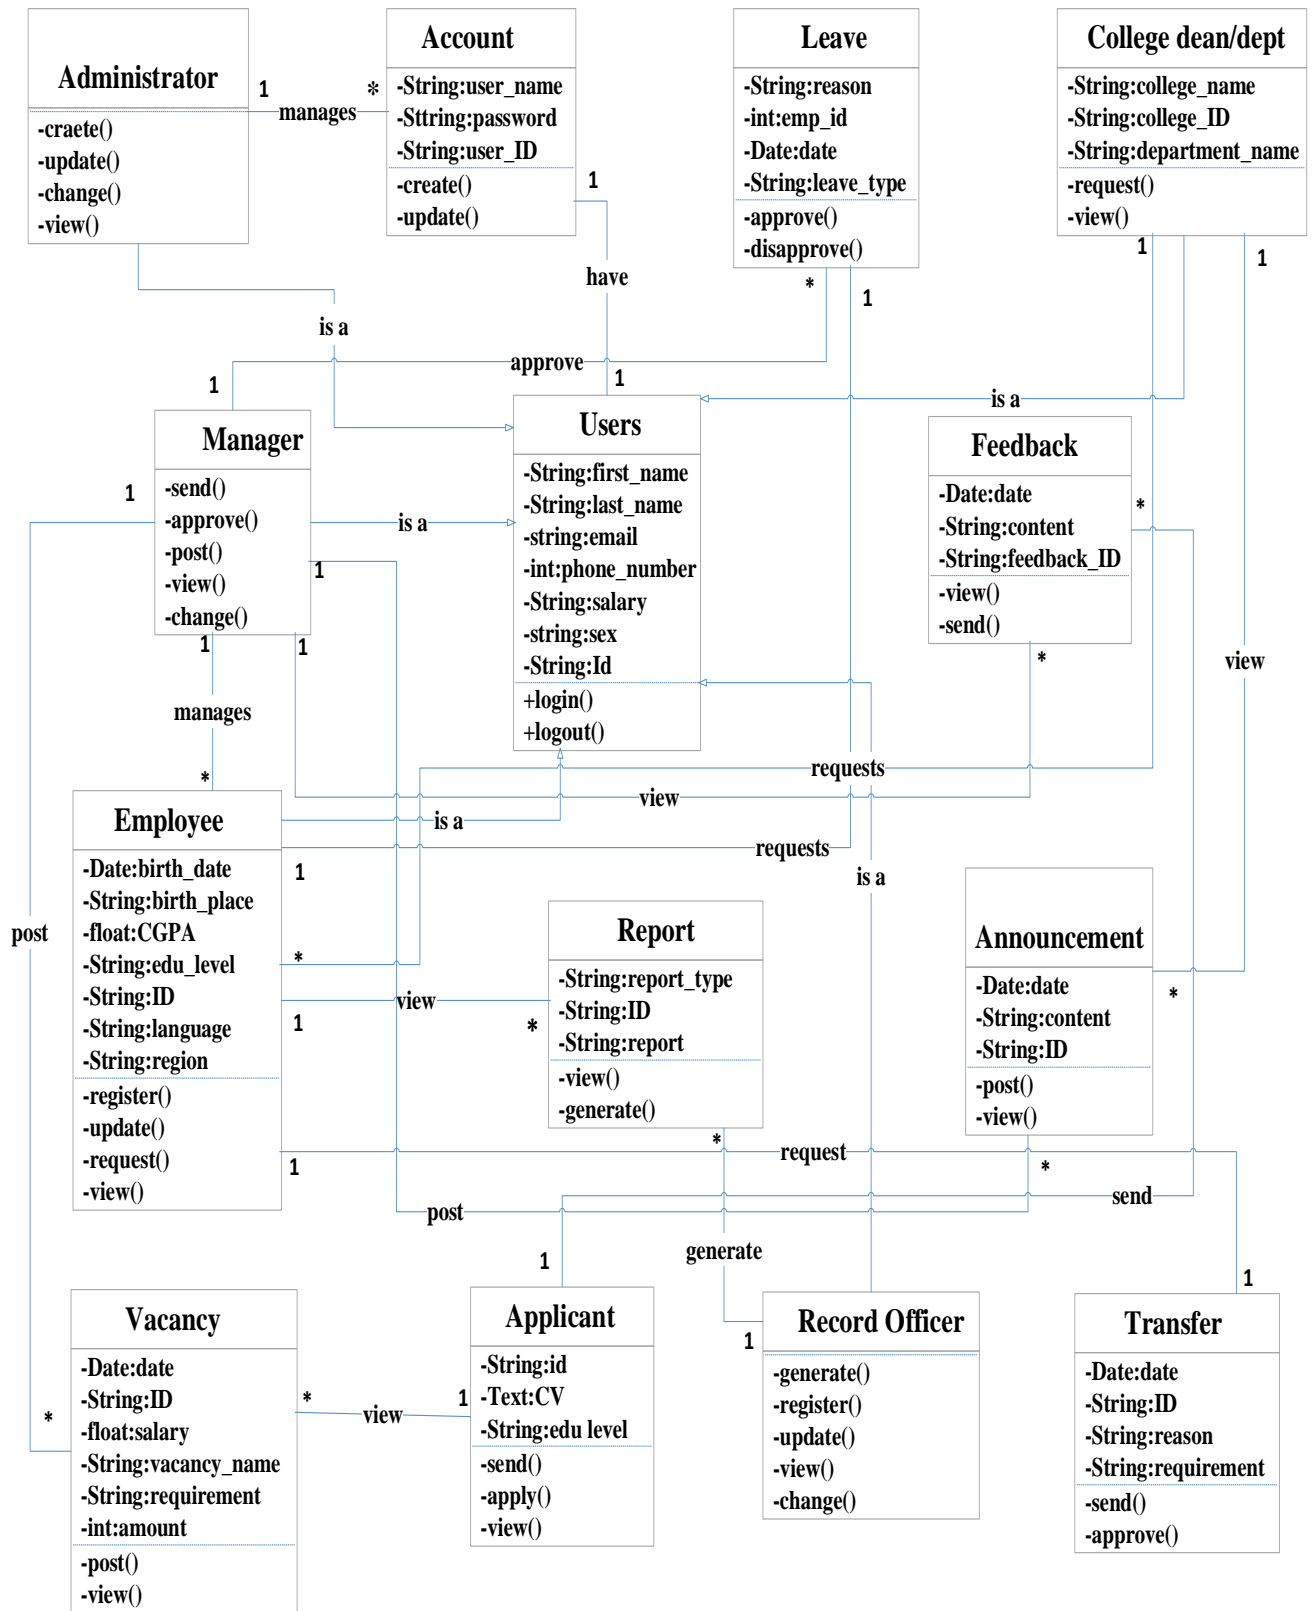 Administrator
-craete()
-update()
-change()
-view()
1
manages
*
Account
-String:user_name
-Sttring:password
-String:user_ID
-create()
-update()
1
have
1
Leave
-String:reason
-int:emp_id
-Date:date
-String:leave_type
-approve()
-disapprove()
*
1
College dean/dept
-String:college_name
-String:college_ID
-String:department_name
-request()
-view()
1
1
is a
approve
1
is a
Manager
-send()
-approve()
-post()
-view()
-change()
1
is a
1
1
1
manages
*
Users
-String:first_name
-String:last_name
-string:email
-int:phone_number
-String:salary
-string:sex
-String:Id
+login()
+logout()
Feedback
-Date:date
-String:content
-String:feedback_ID
-view()
-send()
*
*
view
requests
view
is a
requests
is a
Employee
-Date:birth_date
-String:birth_place
-float:CGPA
-String:edu_level
-String:ID
-String:language
-String:region
-register()
-update()
-request()
-view()
1
*
view
1
*
1
post
Report
-String:report_type
-String:ID
-String:report
-view()
-generate()
*
Announcement
-Date:date
-String:content
-String:ID
-post()
-view()
*
*
request
send
post
generate
1
1
1
Vacancy
-Date:date
-String:ID
-float:salary
-String:vacancy_name
-String:requirement
-int:amount
-post()
-view()
*
*
view
1
Applicant
-String:id
-Text:CV
-String:edu level
-send()
-apply()
-view()
Record Officer
-generate()
-register()
-update()
-view()
-change()
Transfer
-Date:date
-String:ID
-String:reason
-String:requirement
-send()
-approve()